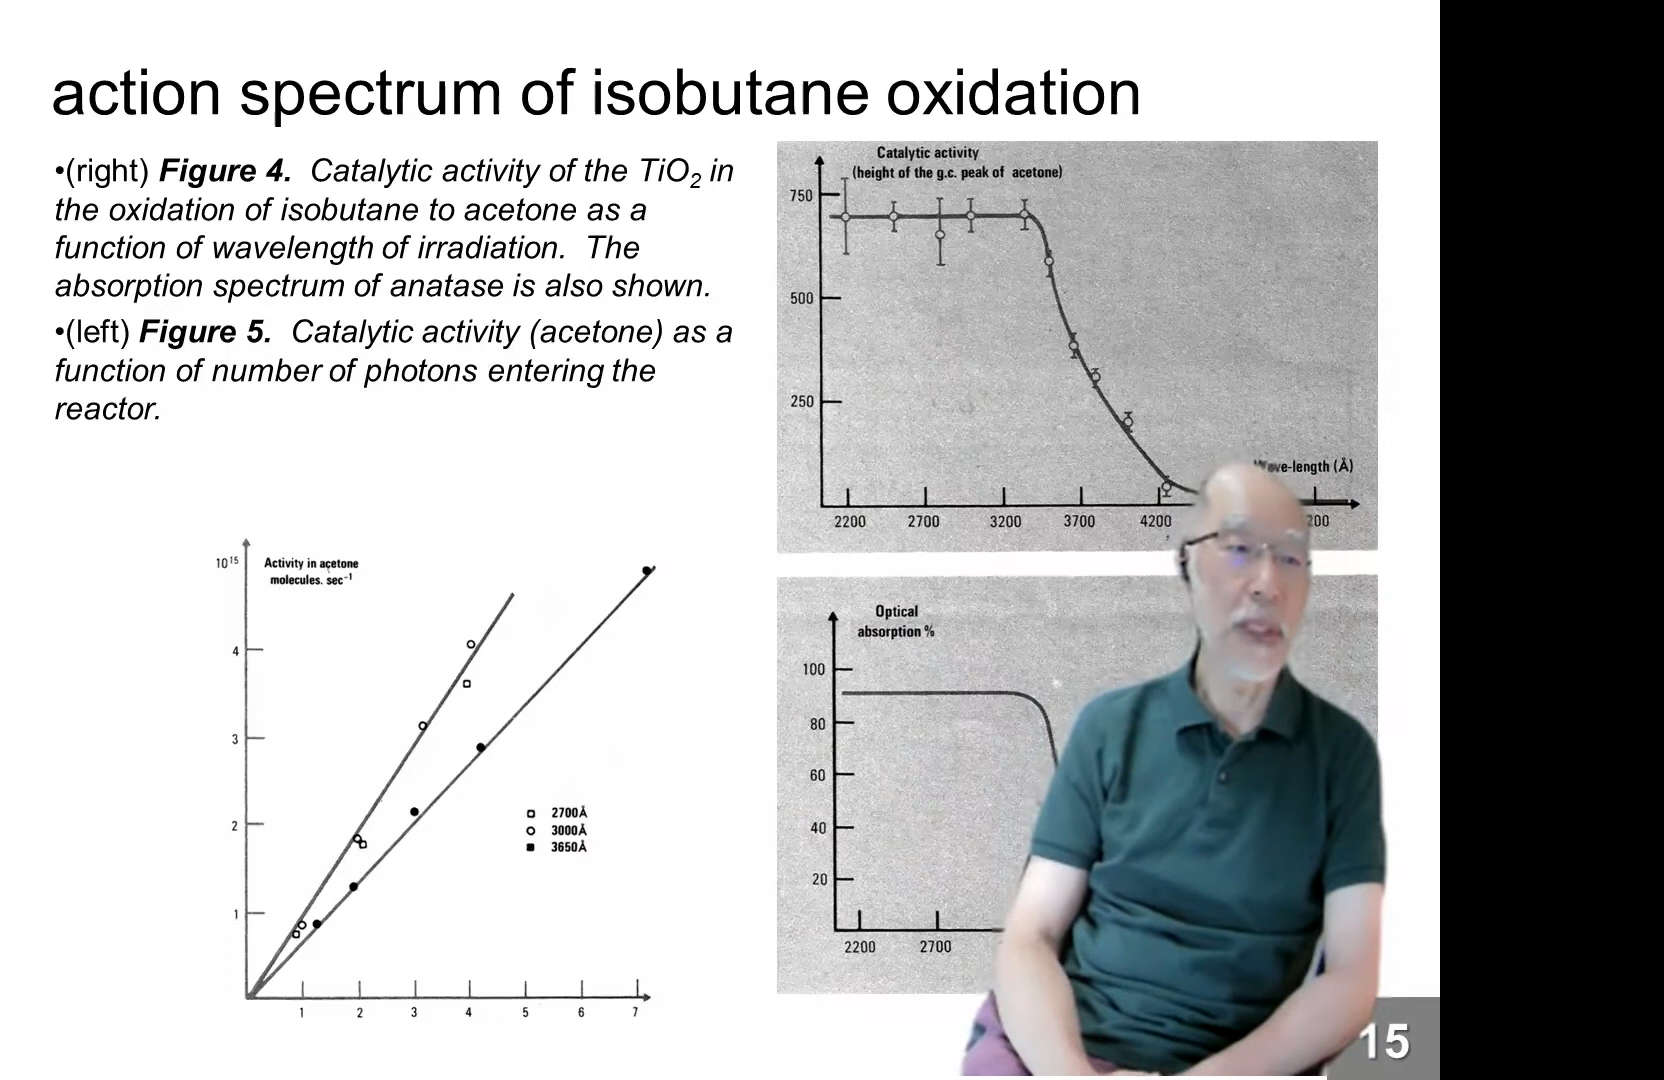 action spectrum of isobutane oxidation
•(right) Figure 4. Catalytic activity of the TiO2 in
the oxidation of isobutane to acetone as a
function of wavelength of irradiation. The
absorption spectrum of anatase is also shown.
•(left) Figure 5. Catalytic activity (acetone) as a
function of number of photons entering the
reactor.
Catalytic activity
(height of the g.c. peak of acetone)
750
500
250
Wave-length (Å)
2200 2700 3200 3700 4200
10¹⁵ Activity in acetone
molecules. sec⁻¹
4
3
2
1
2700Å
3000Å
3650Å
1 2 3 4 5 6 7
Optical
absorption %
100
80
60
40
20
2200 2700
15